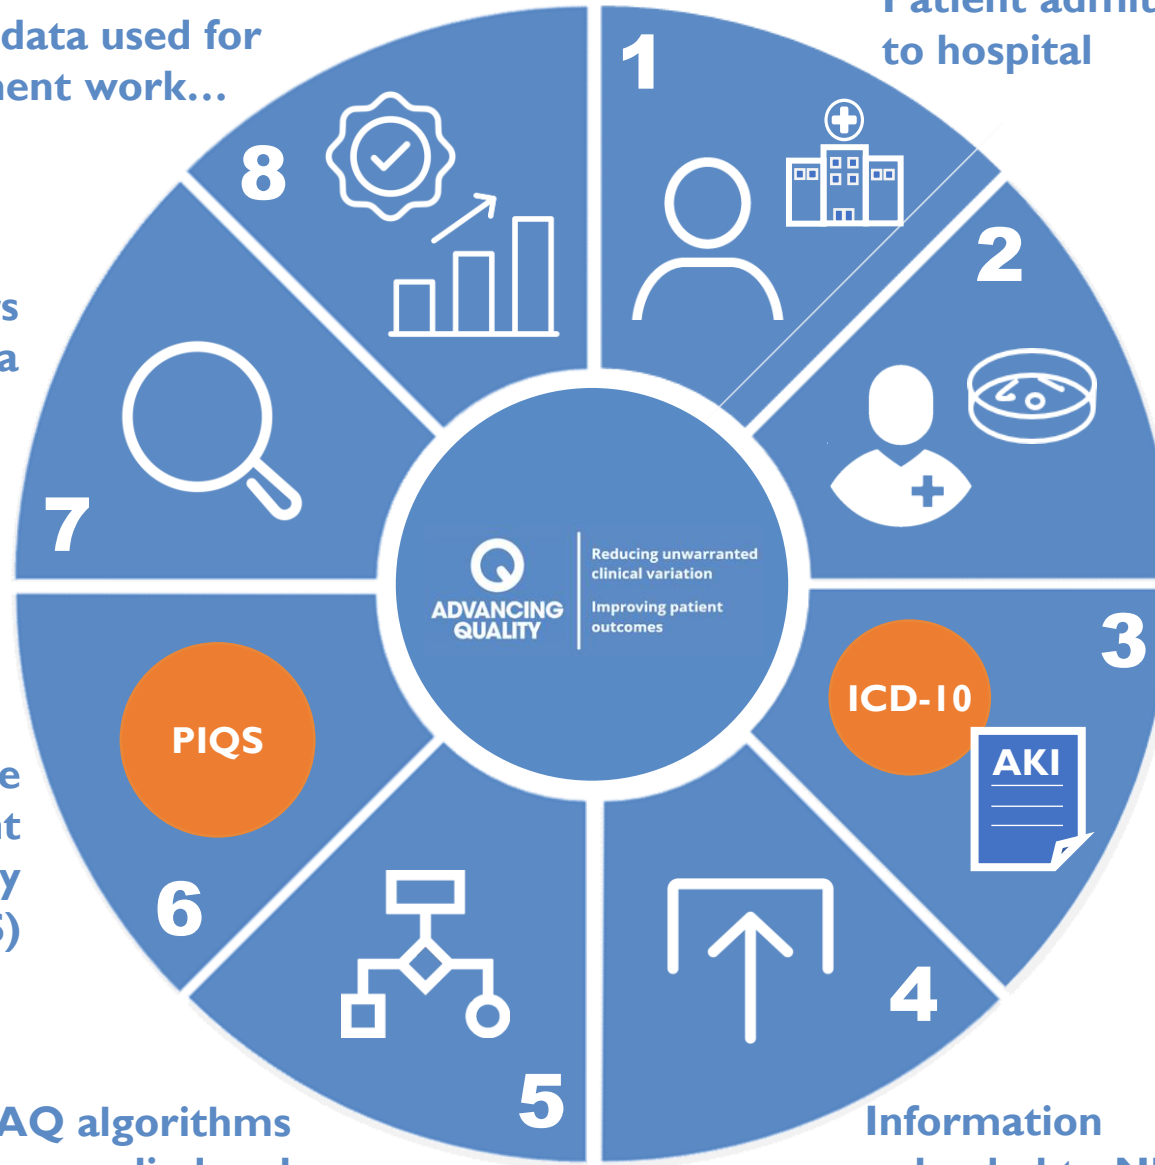 data used for
work...
to hospital
1
8
2
7
ADVANCING
QUALITY
Reducing unwarranted
clinical variation
Improving patient
outcomes
3
ICD-10
AKI
PIQS
6
4
5
AQ algorithms
Information